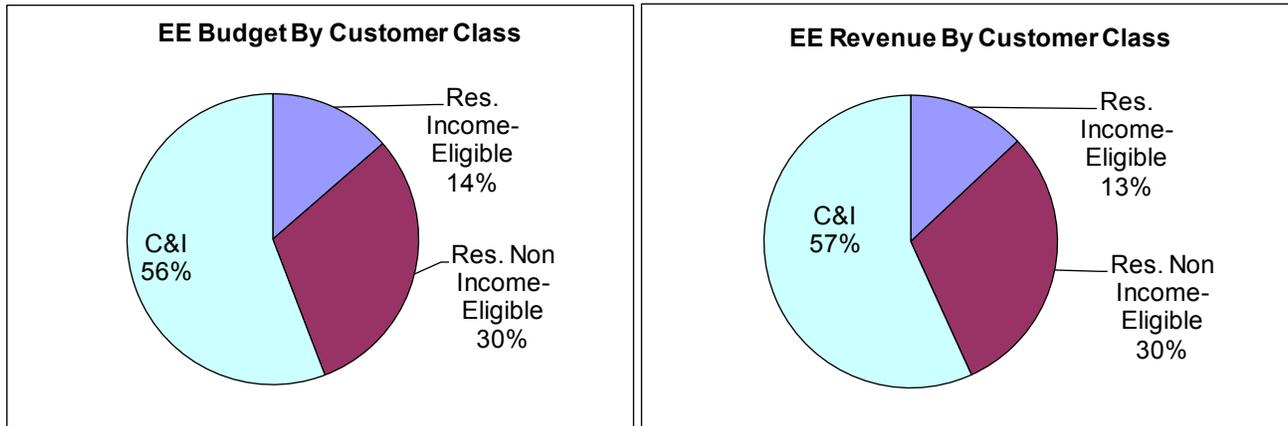 EE Budget By Customer Class
Res.
Income-
Eligible
14%
C&I
56%
Res. Non
Income-
Eligible
30%
EE Revenue By Customer Class
Res.
Income-
Eligible
13%
C&I
57%
Res. Non
Income-
Eligible
30%